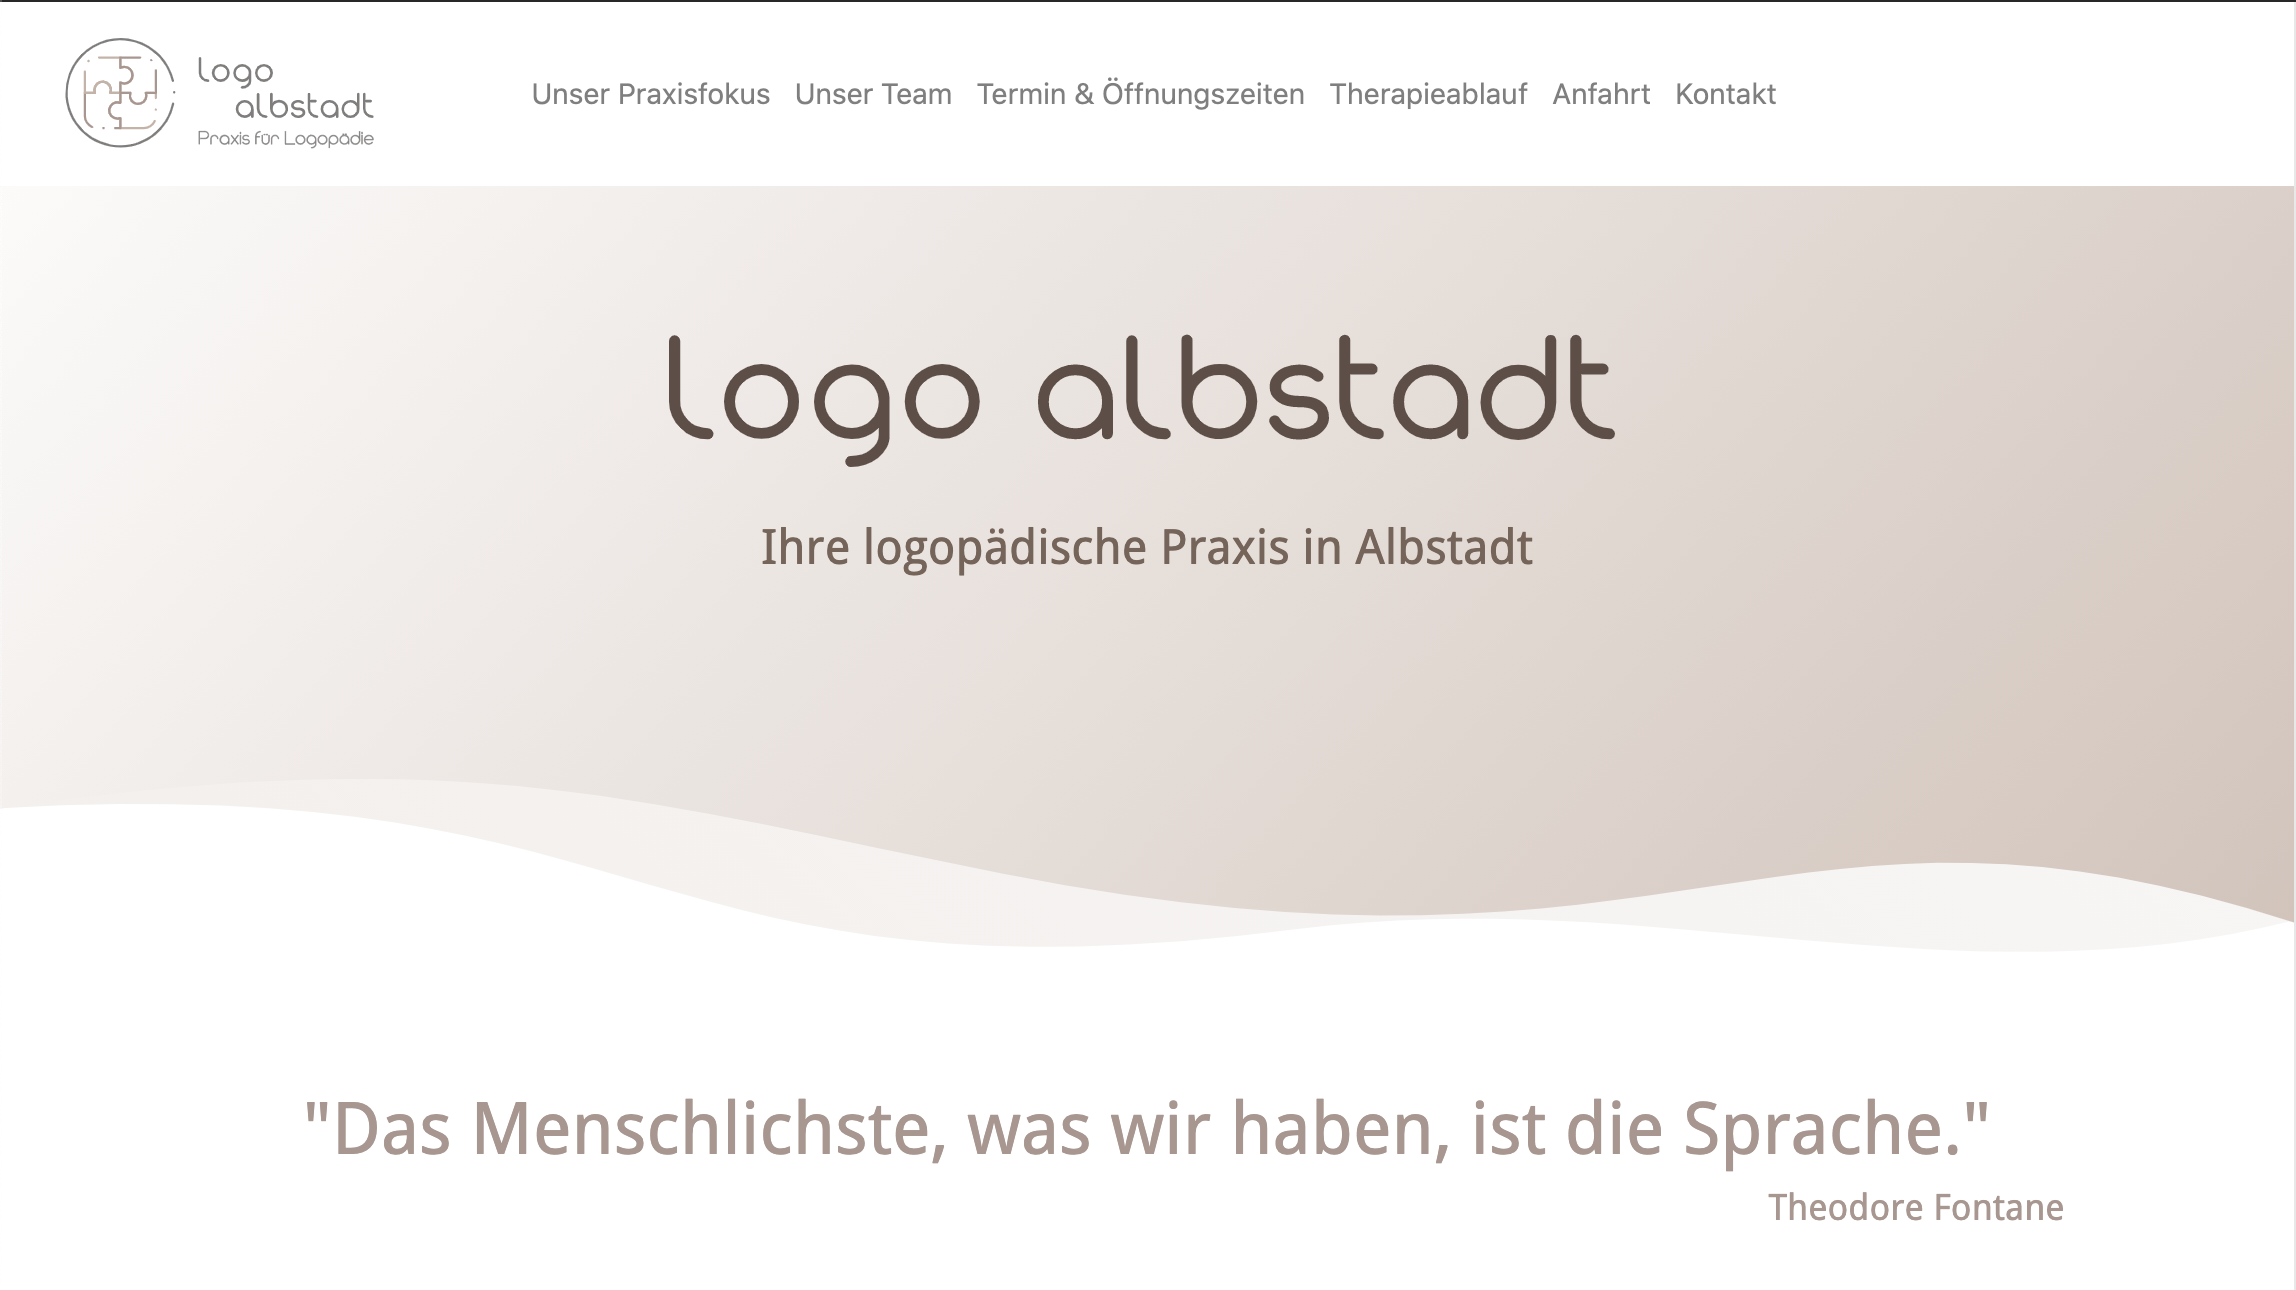 logo
albstadt
Praxis für Logopädie
Unser Praxisfokus Unser Team Termin & Öffnungszeiten Therapieablauf Anfahrt Kontakt
logo albstadt
Ihre logopädische Praxis in Albstadt
"Das Menschlichste, was wir haben, ist die Sprache."
Theodore Fontane